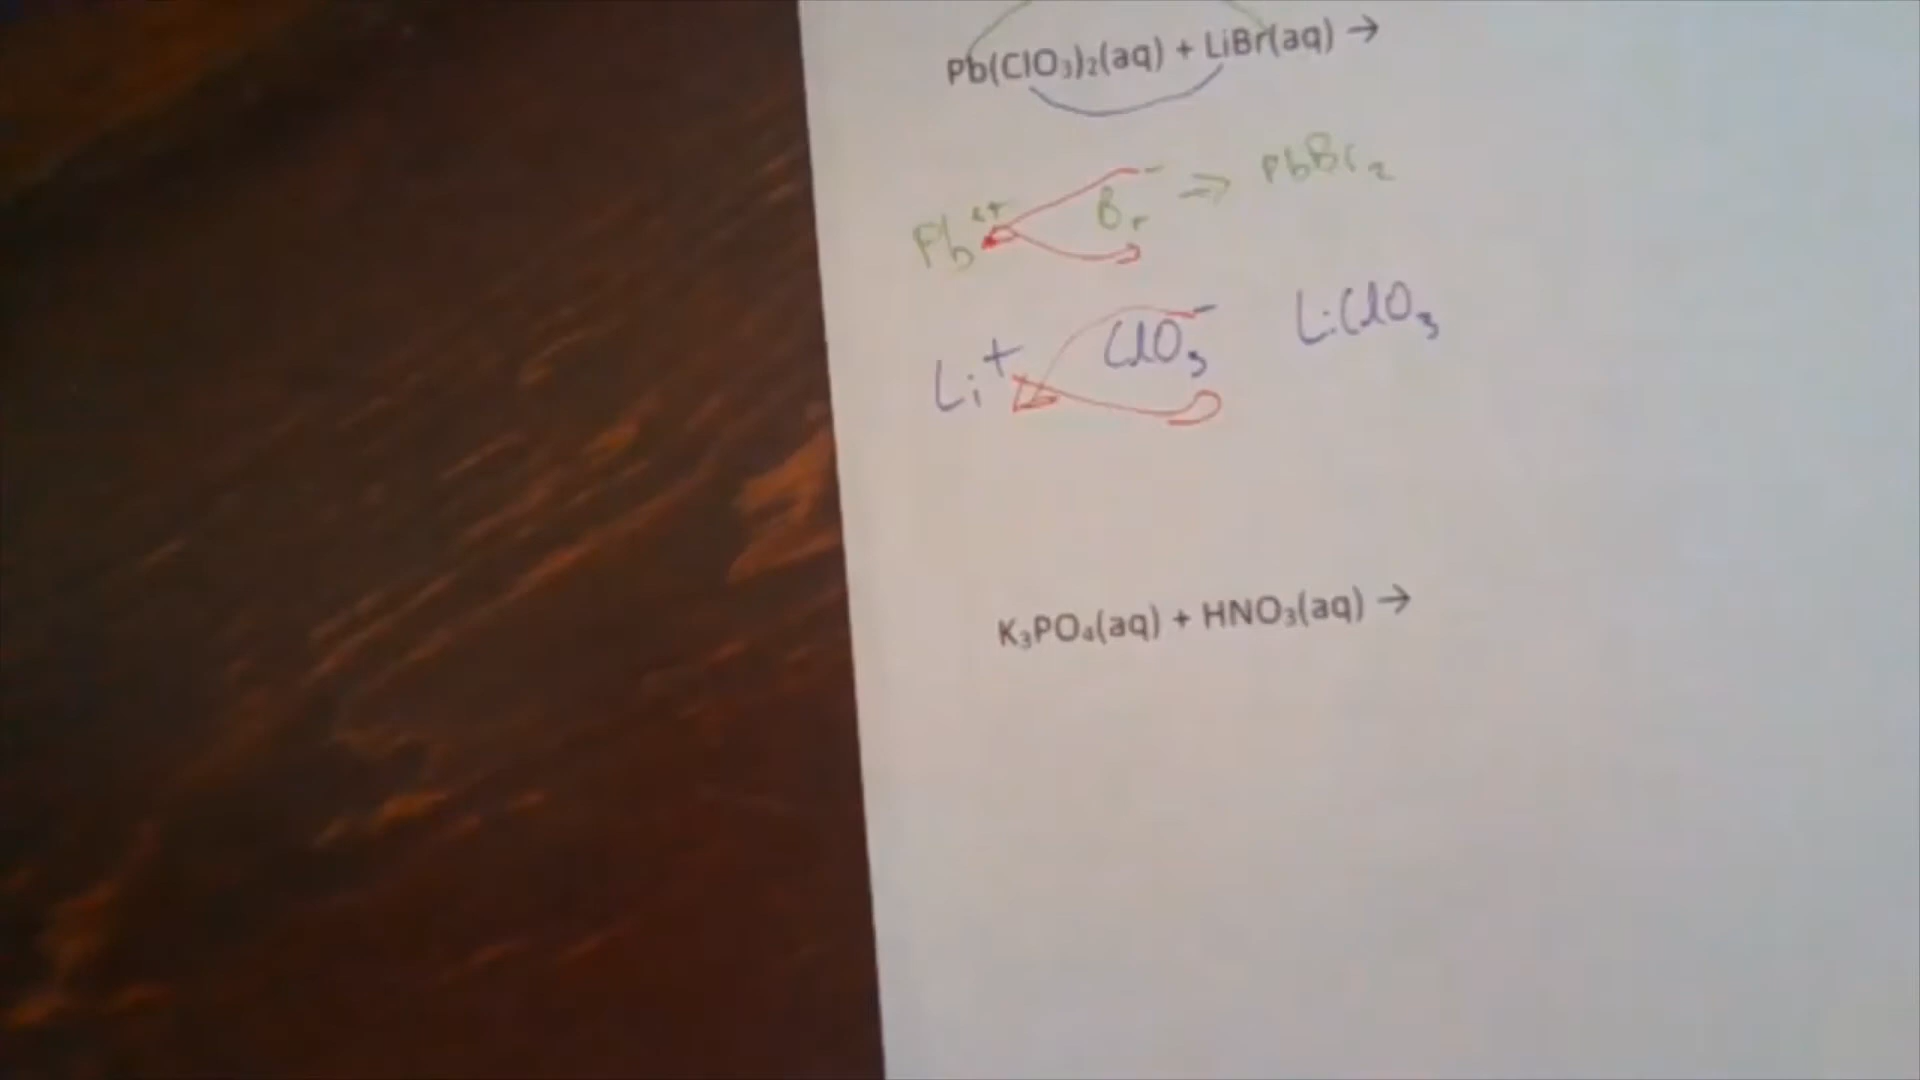 Pb(ClO₃)₂(aq) + LiBr(aq) →
Pb²⁺ Br⁻ ⇒ PbBr₂
Li⁺ ClO₃⁻ LiClO₃
K₃PO₄(aq) + HNO₃(aq) →